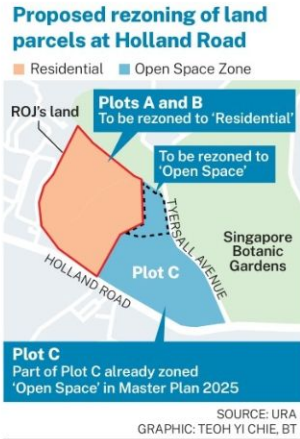 Proposed rezoning of land
parcels at Holland Road
Residential
Open Space Zone
ROJ's land
Plots A and B
To be rezoned to 'Residential'
To be rezoned to
'Open Space'
TYERSALL AVENUE
Singapore
Botanic
Gardens
Plot C
HOLLAND ROAD
Plot C
Part of Plot C already zoned
'Open Space' in Master Plan 2025
SOURCE: URA
GRAPHIC: TEOH YI CHIE, BT